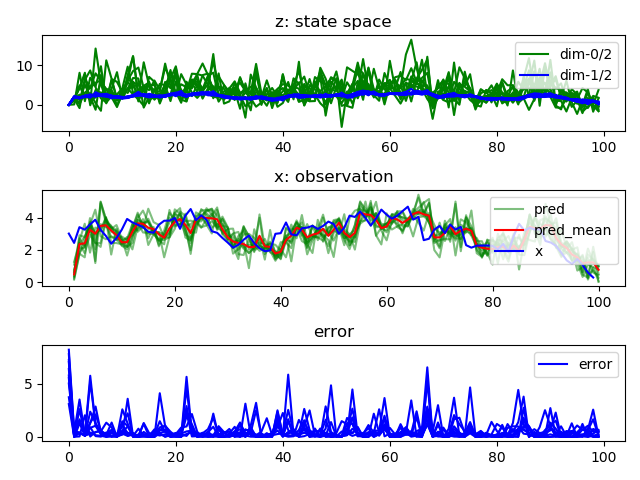 z: state space
10
0
dim-0/2
dim-1/2
0 20 40 60 80 100
x: observation
4
2
0
pred
pred_mean
x
0 20 40 60 80 100
error
5
0
error
0 20 40 60 80 100